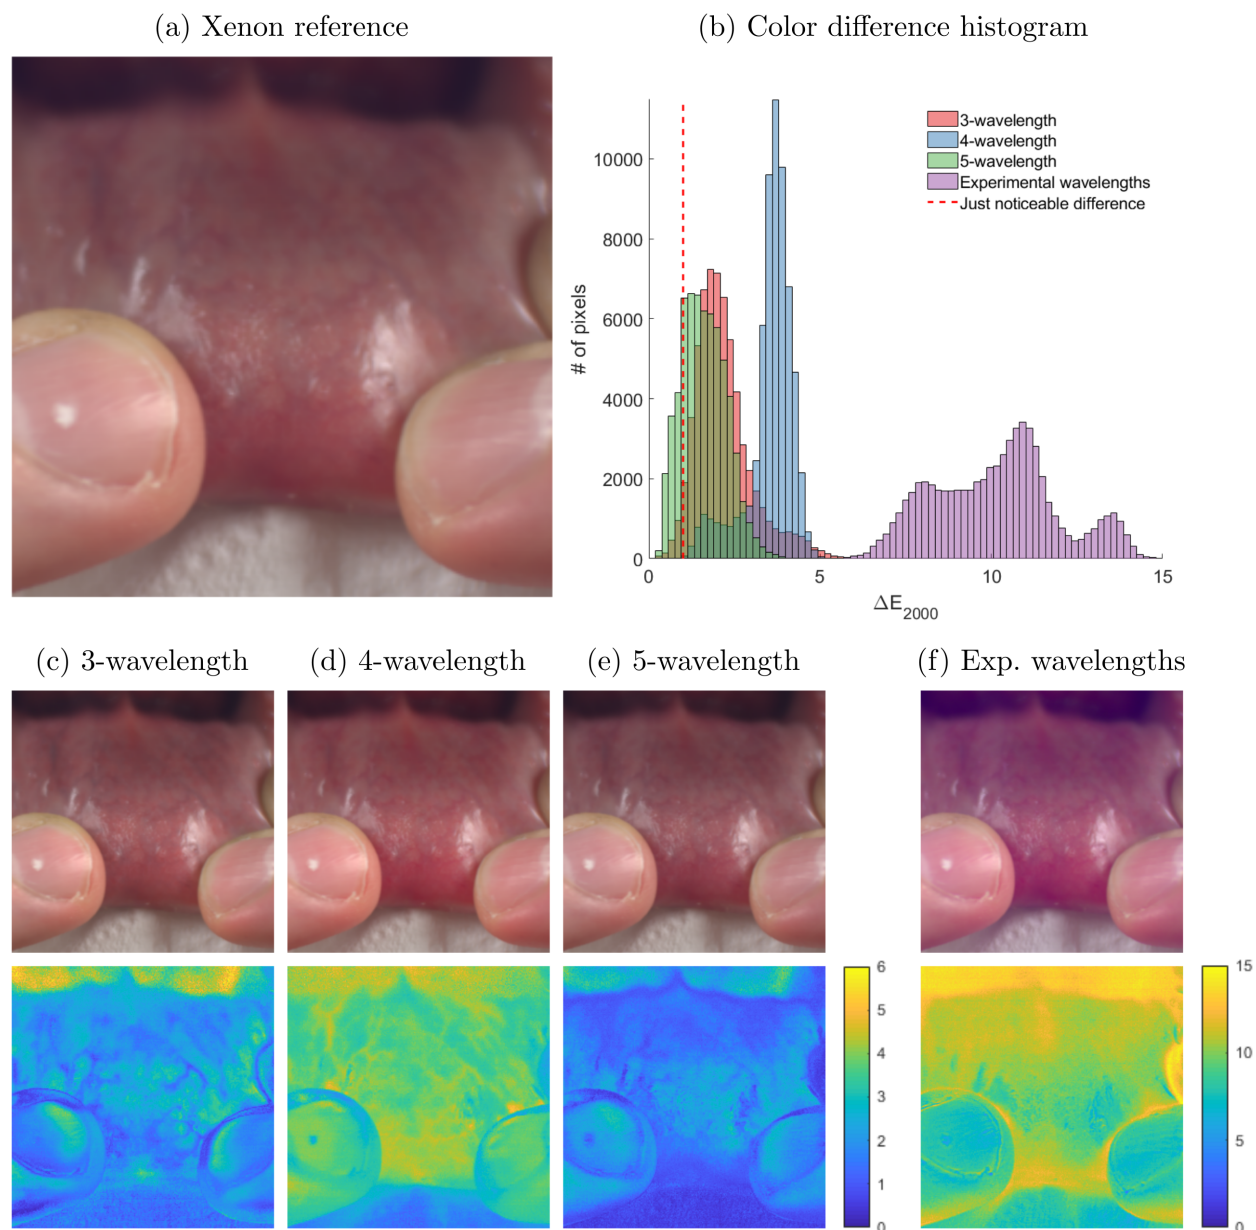 (a) Xenon reference
(b) Color difference histogram
3-wavelength
4-wavelength
5-wavelength
Experimental wavelengths
Just noticeable difference
10000
8000
6000
4000
2000
0
# of pixels
0 5 10 15
ΔE2000
(c) 3-wavelength
(d) 4-wavelength
(e) 5-wavelength
(f) Exp. wavelengths
6
5
4
3
2
1
0
15
10
5
0